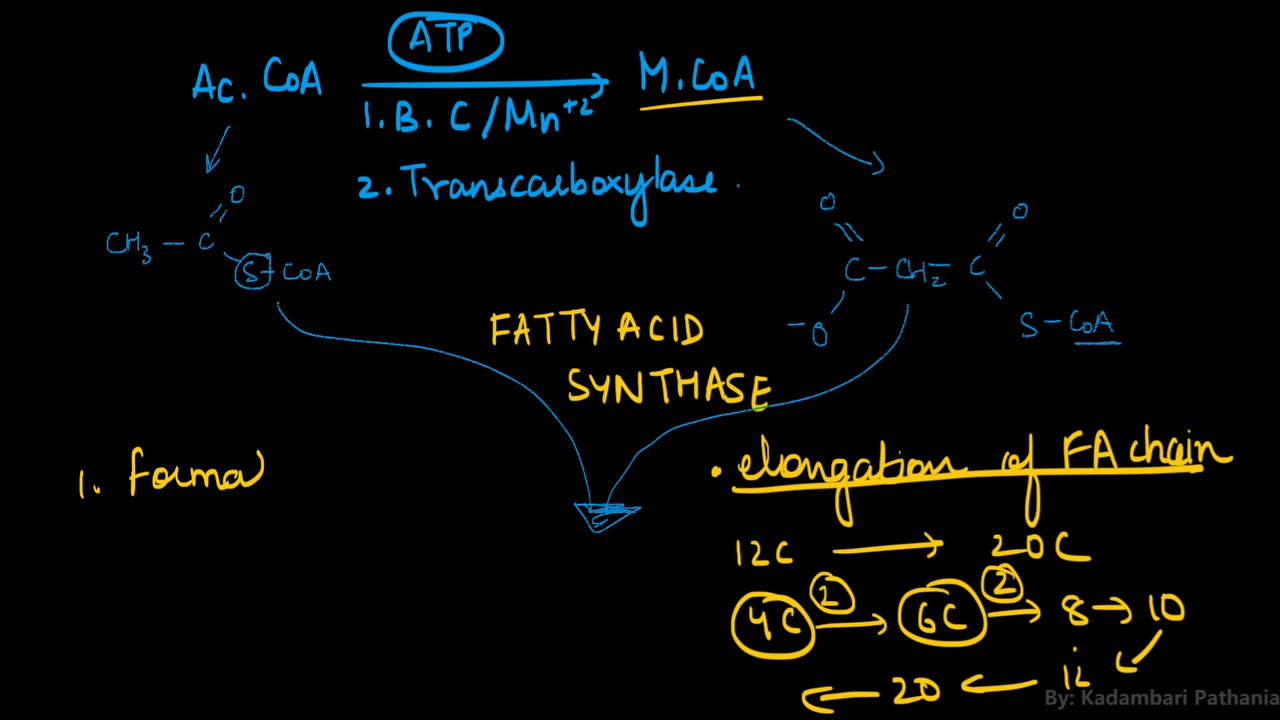 ATP
Ac. CoA → M.CoA
1. B. C / Mn+2
2. Transcarboxylase.
O
CH3 — C
S-CoA
O O
C — CH2 — C
-O S — CoA
FATTY ACID
SYNTHASE
1. Forma
• elongation of FA chain
12C → 20C
4C 2 → 6C 2 → 8 → 10
← 20 ← 12
By: Kadambari Pathania